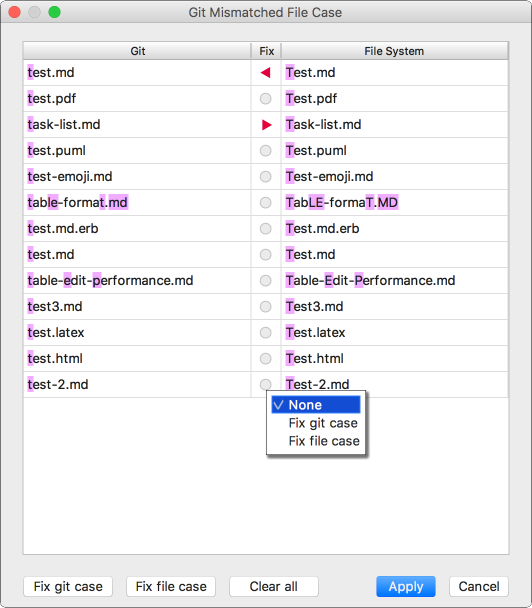 Git Mismatched File Case
Git Fix File System
test.md Test.md
test.pdf Test.pdf
task-list.md Task-list.md
test.puml Test.puml
test-emoji.md Test-emoji.md
table-format.md TabLE-formaT.MD
test.md.erb Test.md.erb
test.md Test.md
table-edit-performance.md Table-Edit-Performance.md
test3.md Test3.md
test.latex Test.latex
test.html Test.html
test-2.md Test-2.md
None
Fix git case
Fix file case
Fix git case Fix file case Clear all Apply Cancel